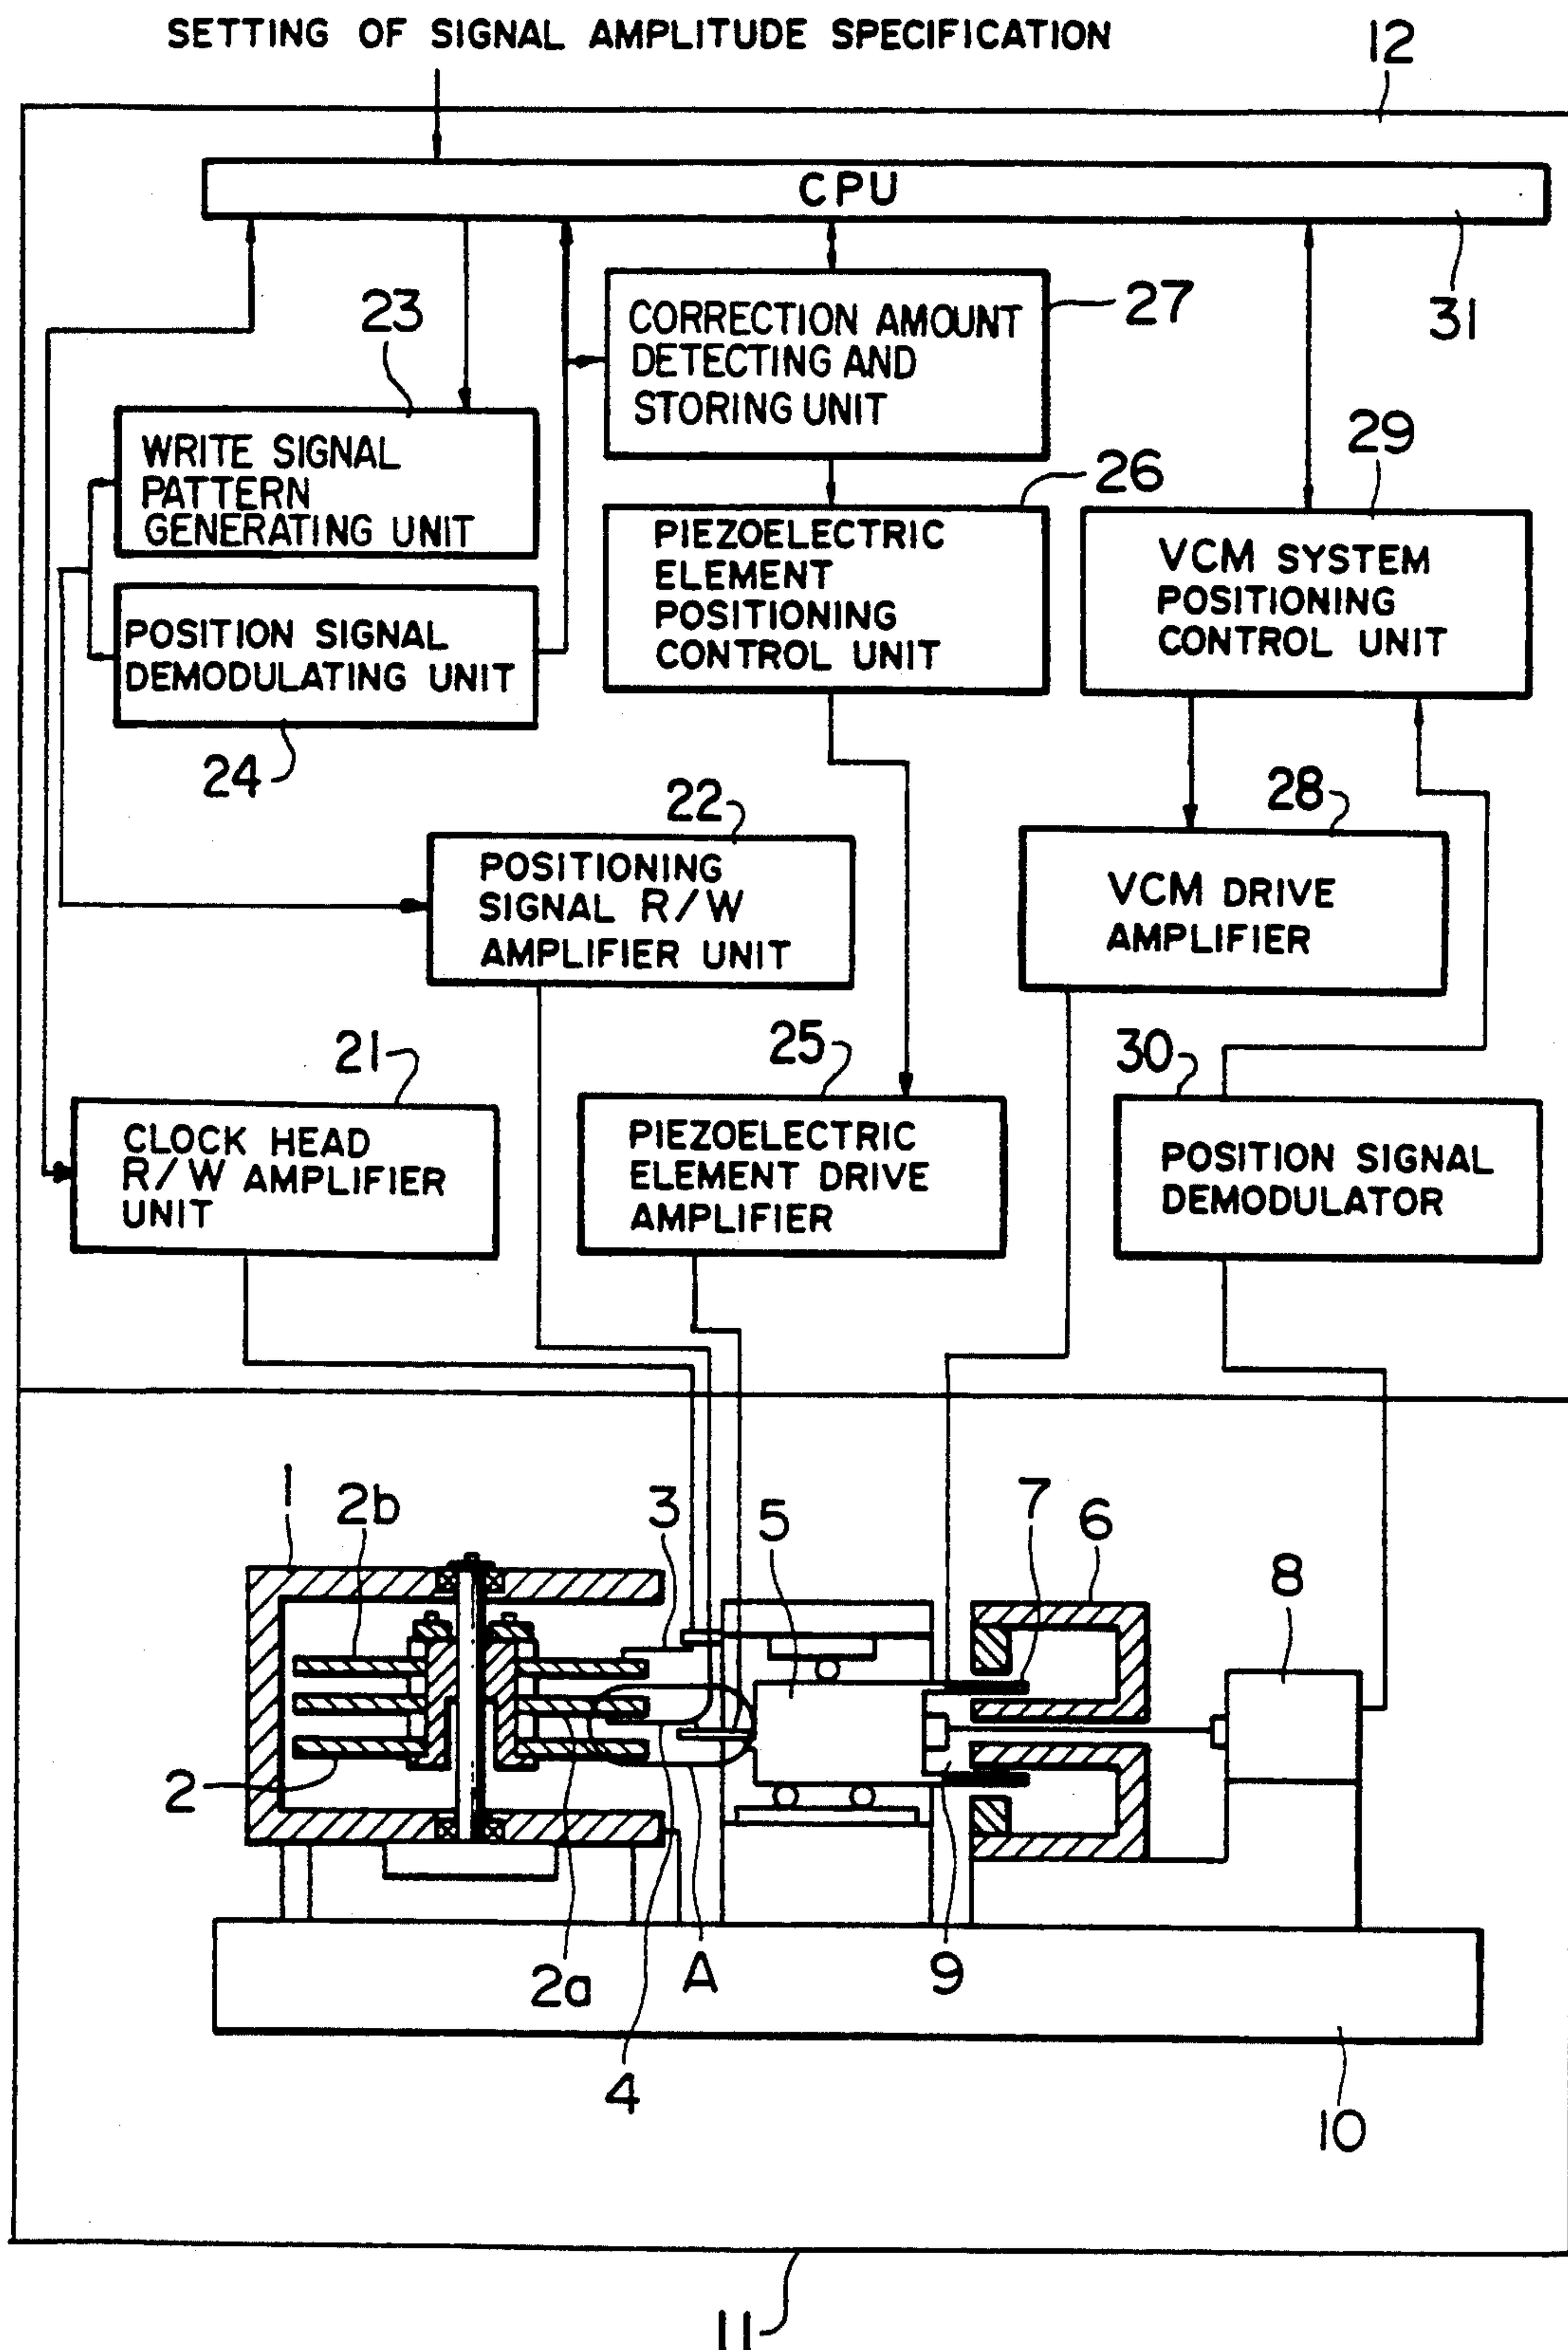 SETTING OF SIGNAL AMPLITUDE SPECIFICATION
12
CPU
31
23
27
CORRECTION AMOUNT
DETECTING AND
STORING UNIT
WRITE SIGNAL
PATTERN
GENERATING UNIT
26
29
PIEZOELECTRIC
ELEMENT
POSITIONING
CONTROL UNIT
VCM SYSTEM
POSITIONING
CONTROL UNIT
POSITION SIGNAL
DEMODULATING UNIT
24
22
28
POSITIONING
SIGNAL R/W
AMPLIFIER UNIT
VCM DRIVE
AMPLIFIER
21
25
30
CLOCK HEAD
R/W AMPLIFIER
UNIT
PIEZOELECTRIC
ELEMENT DRIVE
AMPLIFIER
POSITION SIGNAL
DEMODULATOR
1
2b
3
5
7
6
8
2
2a
A
9
4
10
11